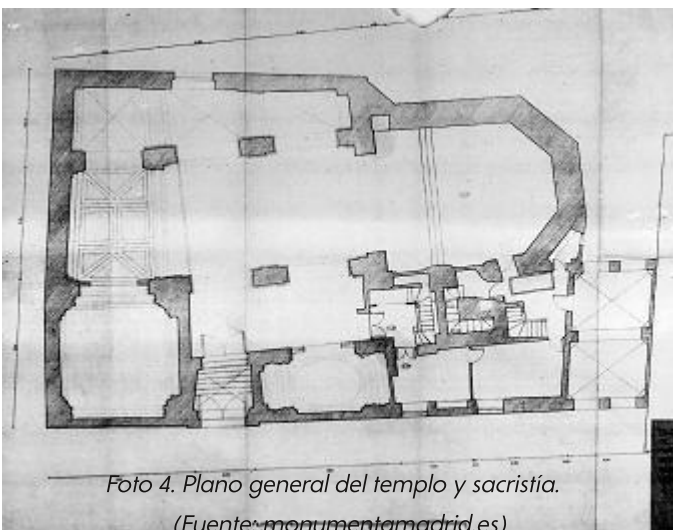 Foto 4. Plano general del templo y sacristía.
(Fuente: monumentamadrid.es)